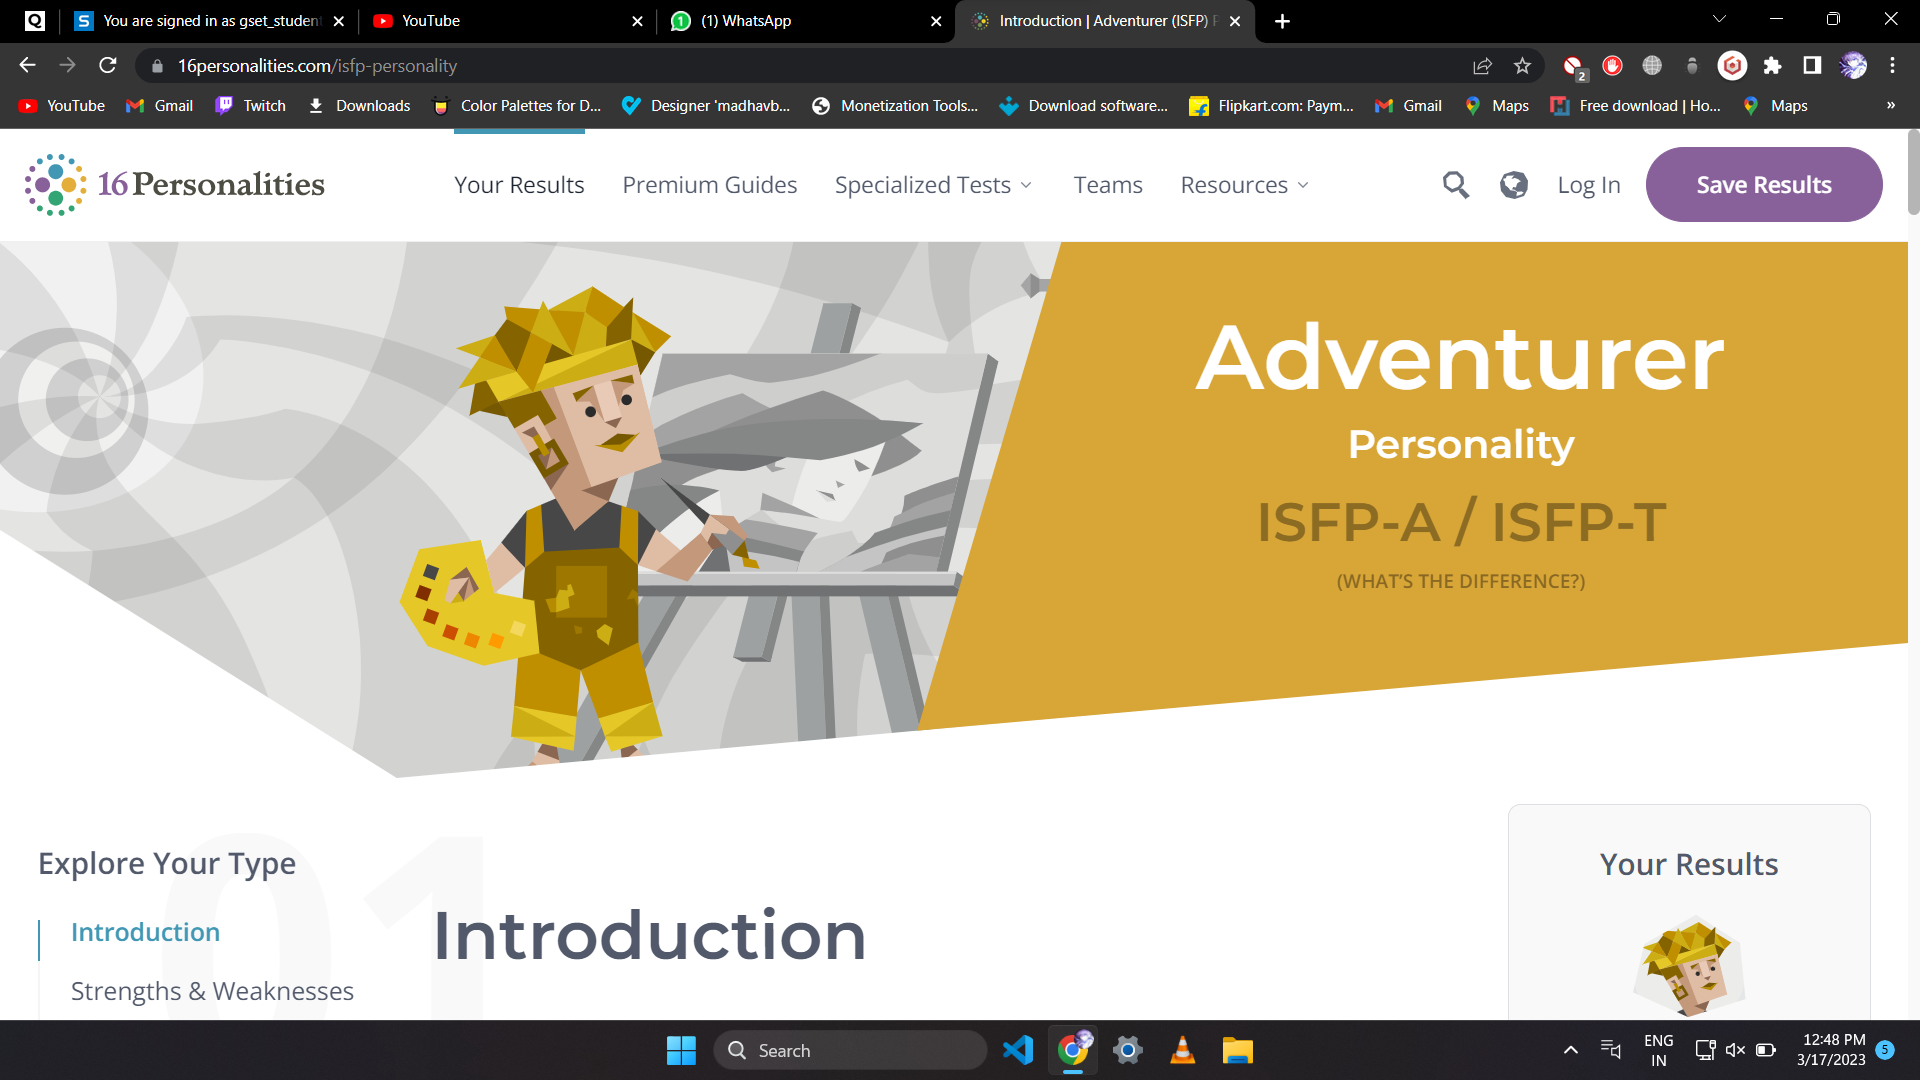 Q
S You are signed in as gset_studen
YouTube
(1) WhatsApp
Introduction | Adventurer (ISFP) P
16personalities.com/isfp-personality
2
YouTube
Gmail
Twitch
Downloads
Color Palettes for D...
Designer 'madhavb...
Monetization Tools...
Download software...
Flipkart.com: Paym...
Gmail
Maps
Free download | Ho...
Maps
»
16Personalities
Your Results
Premium Guides
Specialized Tests
Teams
Resources
Log In
Save Results
Adventurer
Personality
ISFP-A / ISFP-T
(WHAT'S THE DIFFERENCE?)
01
Explore Your Type
Introduction
Strengths & Weaknesses
Introduction
Your Results
Search
ENG
IN
12:48 PM
3/17/2023
5